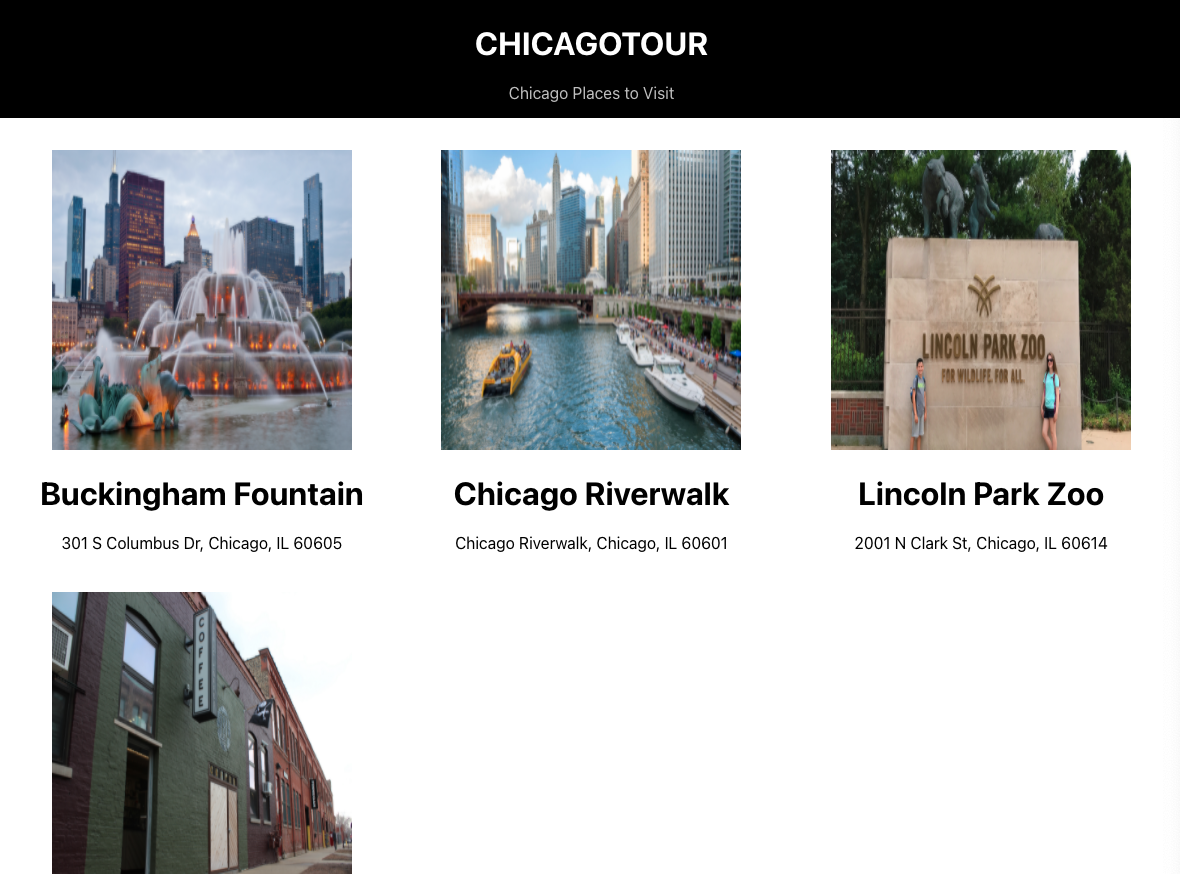 CHICAGOTOUR
Chicago Places to Visit
LINCOLN PARK ZOO
FOR WILDLIFE. FOR ALL.
Buckingham Fountain
Chicago Riverwalk
Lincoln Park Zoo
301 S Columbus Dr, Chicago, IL 60605
Chicago Riverwalk, Chicago, IL 60601
2001 N Clark St, Chicago, IL 60614
COFFEE